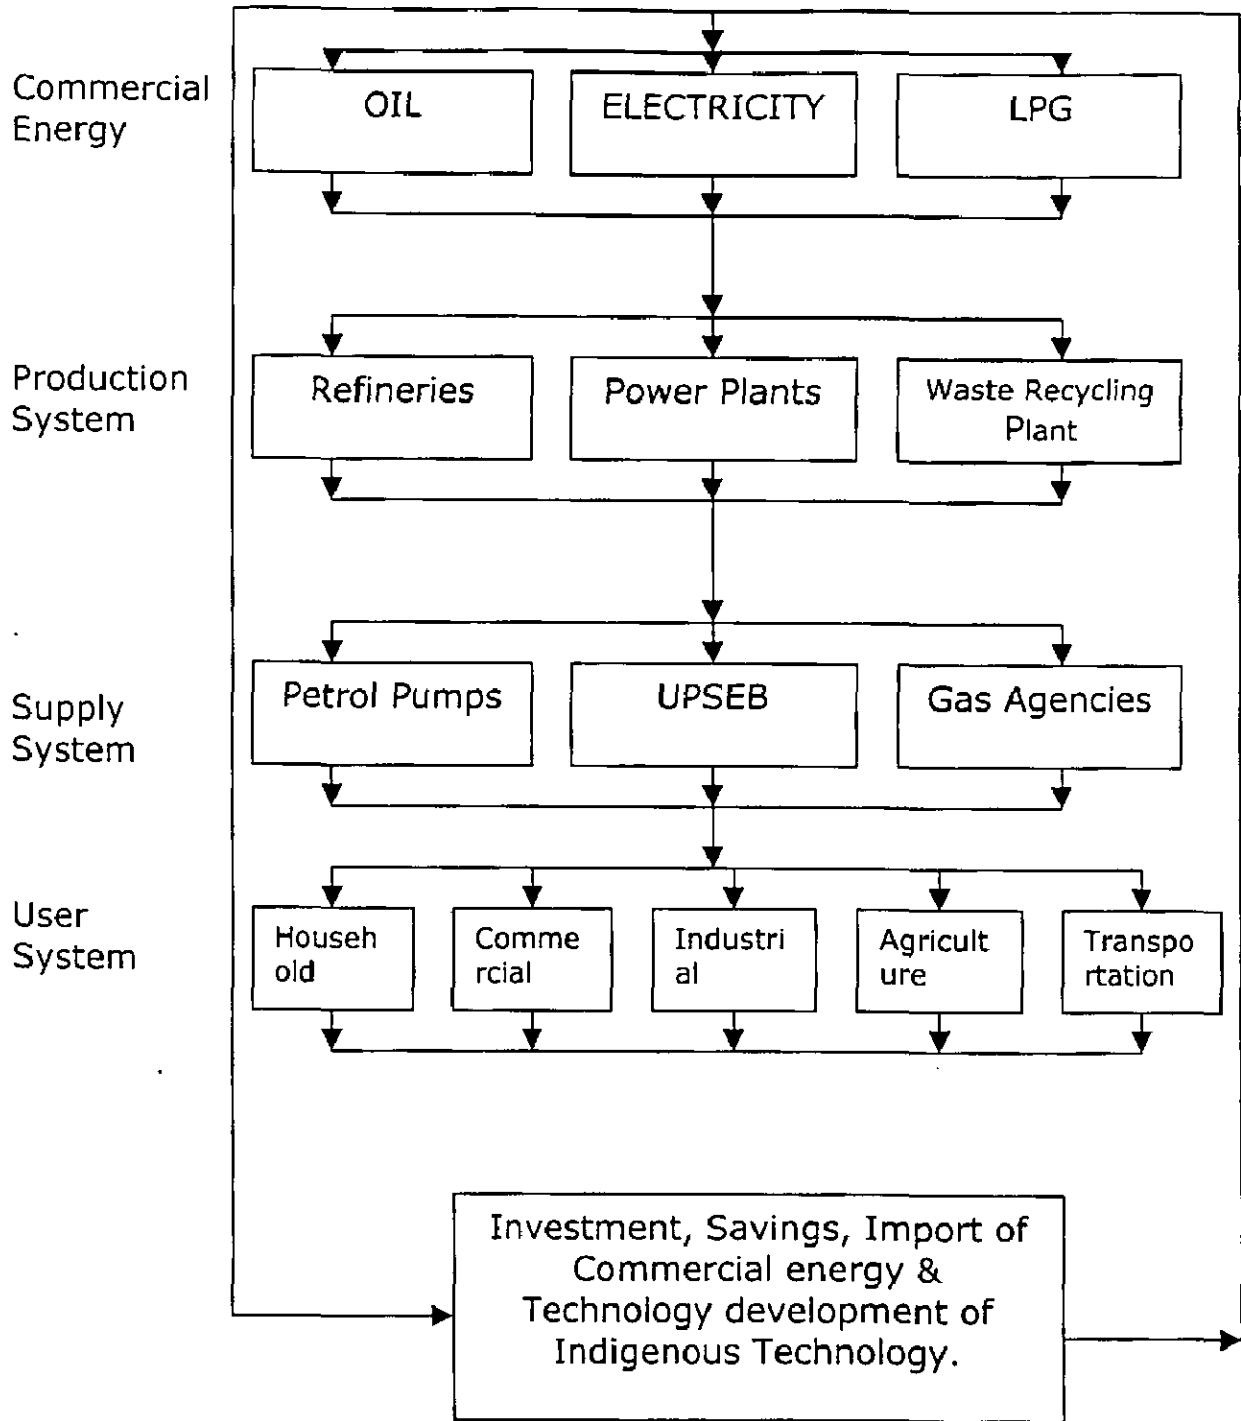 Commercial
Energy
OIL
ELECTRICITY
LPG
Production
System
Refineries
Power Plants
Waste Recycling
Plant
Supply
System
Petrol Pumps
UPSEB
Gas Agencies
User
System
Househ
old
Comme
rcial
Industri
al
Agricult
ure
Transpo
rtation
Investment, Savings, Import of
Commercial energy &
Technology development of
Indigenous Technology.